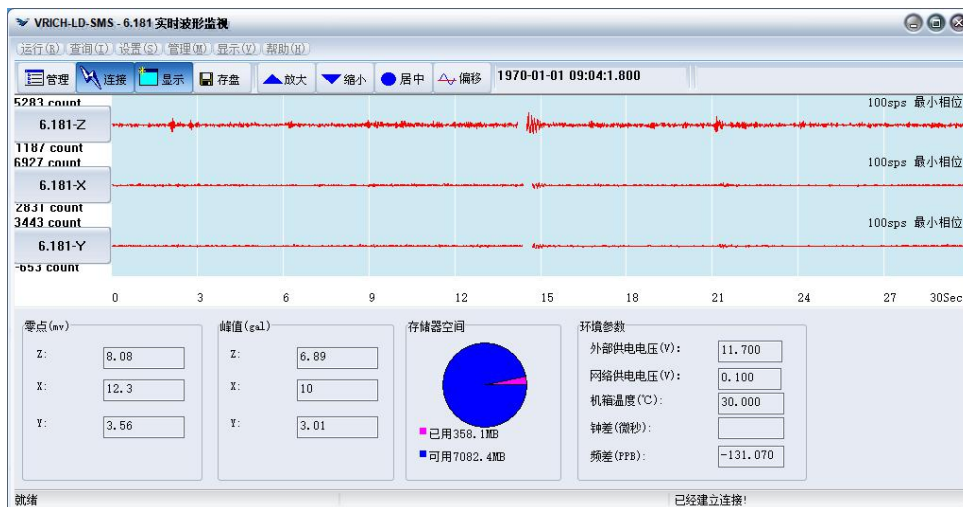 VRICH-LD-SMS - 6.181 实时波形监视
运行(R) 查询(I) 设置(S) 管理(M) 显示(V) 帮助(H)
管理 连接 显示 存盘 放大 缩小 居中 偏移 1970-01-01 09:04:1.800
5283 count 100sps 最小相位
6.181-Z
1187 count
6927 count 100sps 最小相位
6.181-X
2831 count
3443 count 100sps 最小相位
6.181-Y
-653 count
0 3 6 9 12 15 18 21 24 27 30Sec
零点(mv) 峰值(gal) 存储器空间 环境参数
Z: 8.08 Z: 6.89 外部供电电压(V): 11.700
X: 12.3 X: 10 网络供电电压(V): 0.100
机箱温度(℃): 30.000
Y: 3.56 Y: 3.01 已用358.1MB 钟差(微秒):
可用7082.4MB 频差(PPB): -131.070
就绪 已经建立连接!